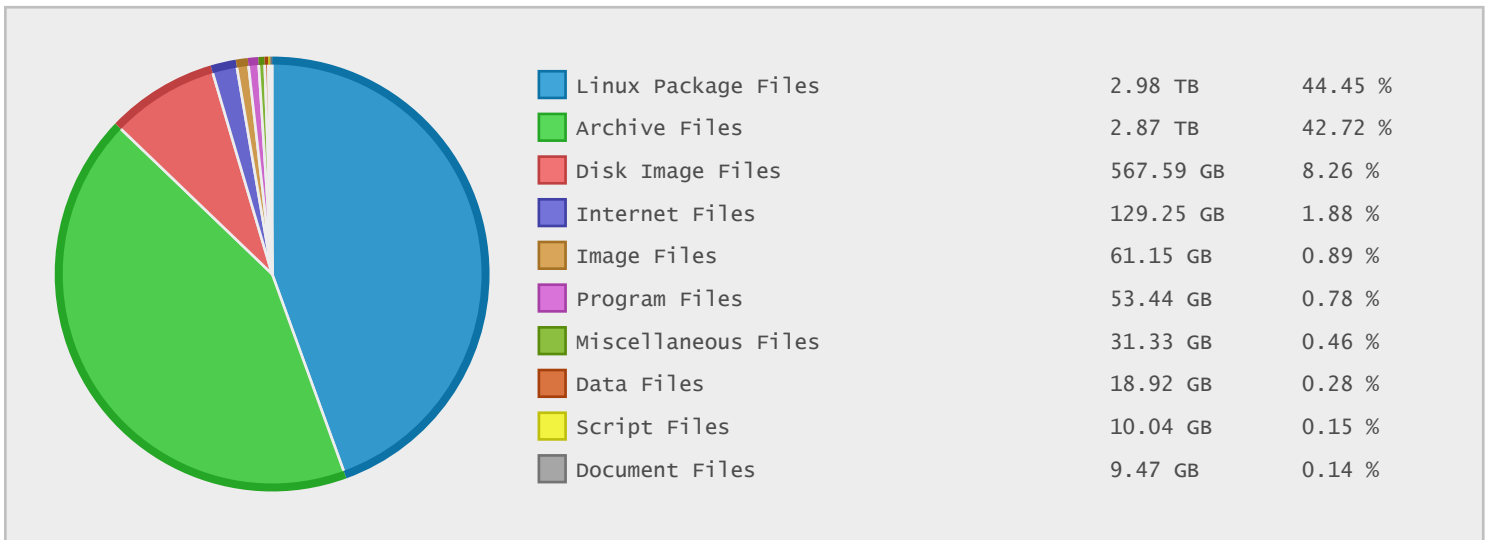 Linux Package Files 2.98 TB 44.45 %
Archive Files 2.87 TB 42.72 %
Disk Image Files 567.59 GB 8.26 %
Internet Files 129.25 GB 1.88 %
Image Files 61.15 GB 0.89 %
Program Files 53.44 GB 0.78 %
Miscellaneous Files 31.33 GB 0.46 %
Data Files 18.92 GB 0.28 %
Script Files 10.04 GB 0.15 %
Document Files 9.47 GB 0.14 %